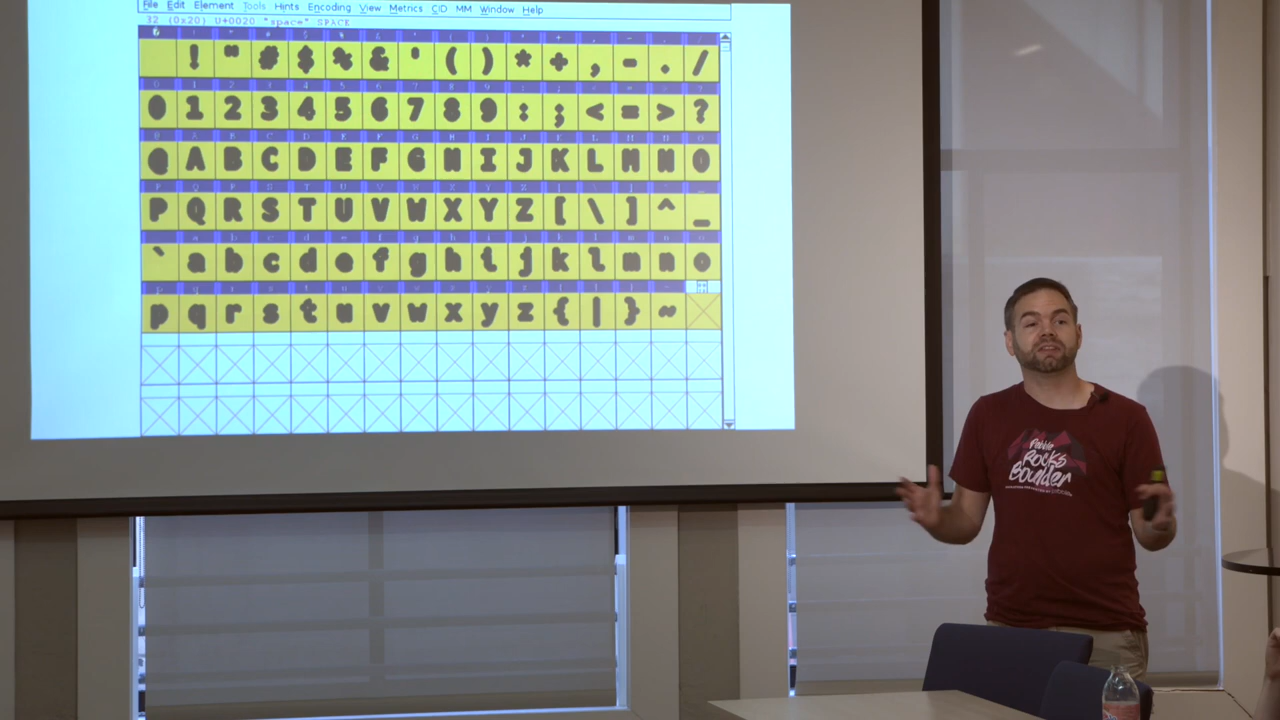 File Edit Element Tools Hints Encoding View Metrics CID MM Window Help
32 (0x20) U+0020 "space" SPACE
! " # $ % & ' ( ) * + , - . /
0 1 2 3 4 5 6 7 8 9 : ; < = > ?
@ A B C D E F G H I J K L M N O
P Q R S T U V W X Y Z [ \ ] ^ _
` a b c d e f g h i j k l m n o
p q r s t u v w x y z { | } ~
Pebble
ROCKS
Boulder